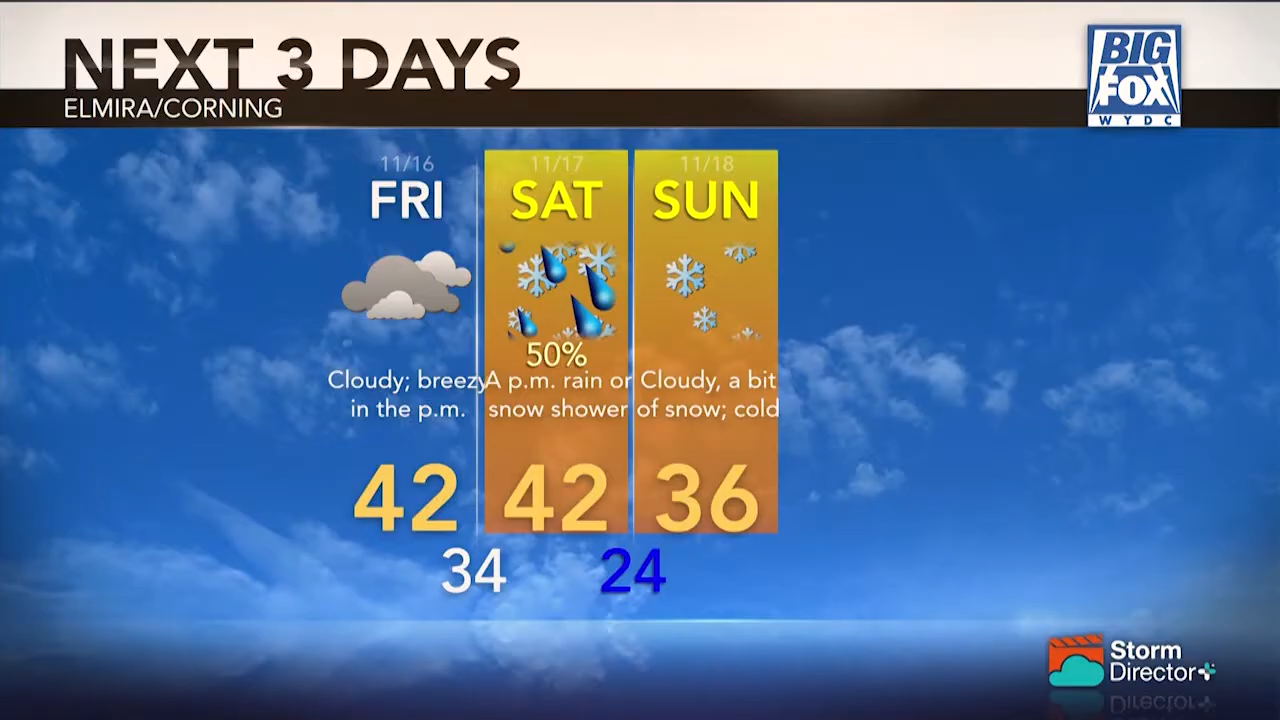 NEXT 3 DAYS
ELMIRA/CORNING
BIG
FOX
WYDC
11/16
FRI
Cloudy; breezy
in the p.m.
42
11/17
SAT
50%
A p.m. rain or
snow shower
42
11/18
SUN
Cloudy, a bit
of snow; cold
36
34
24
Storm
Director+